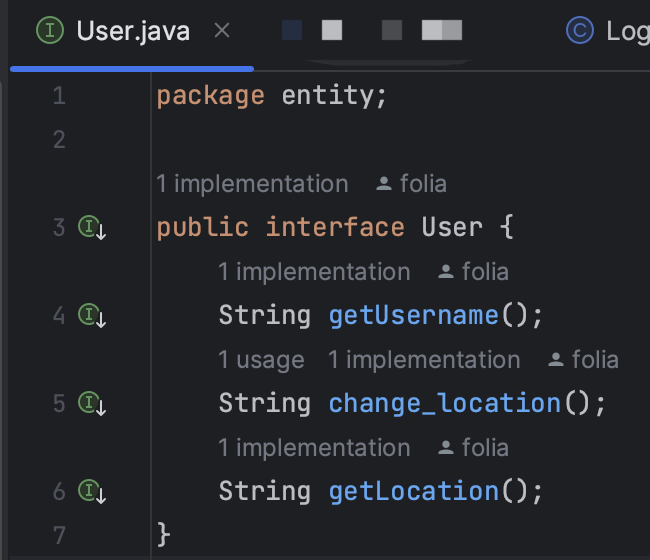 User.java Log
1 package entity;
2
1 implementation folia
3 public interface User {
1 implementation folia
4 String getUsername();
1 usage 1 implementation folia
5 String change_location();
1 implementation folia
6 String getLocation();
7 }